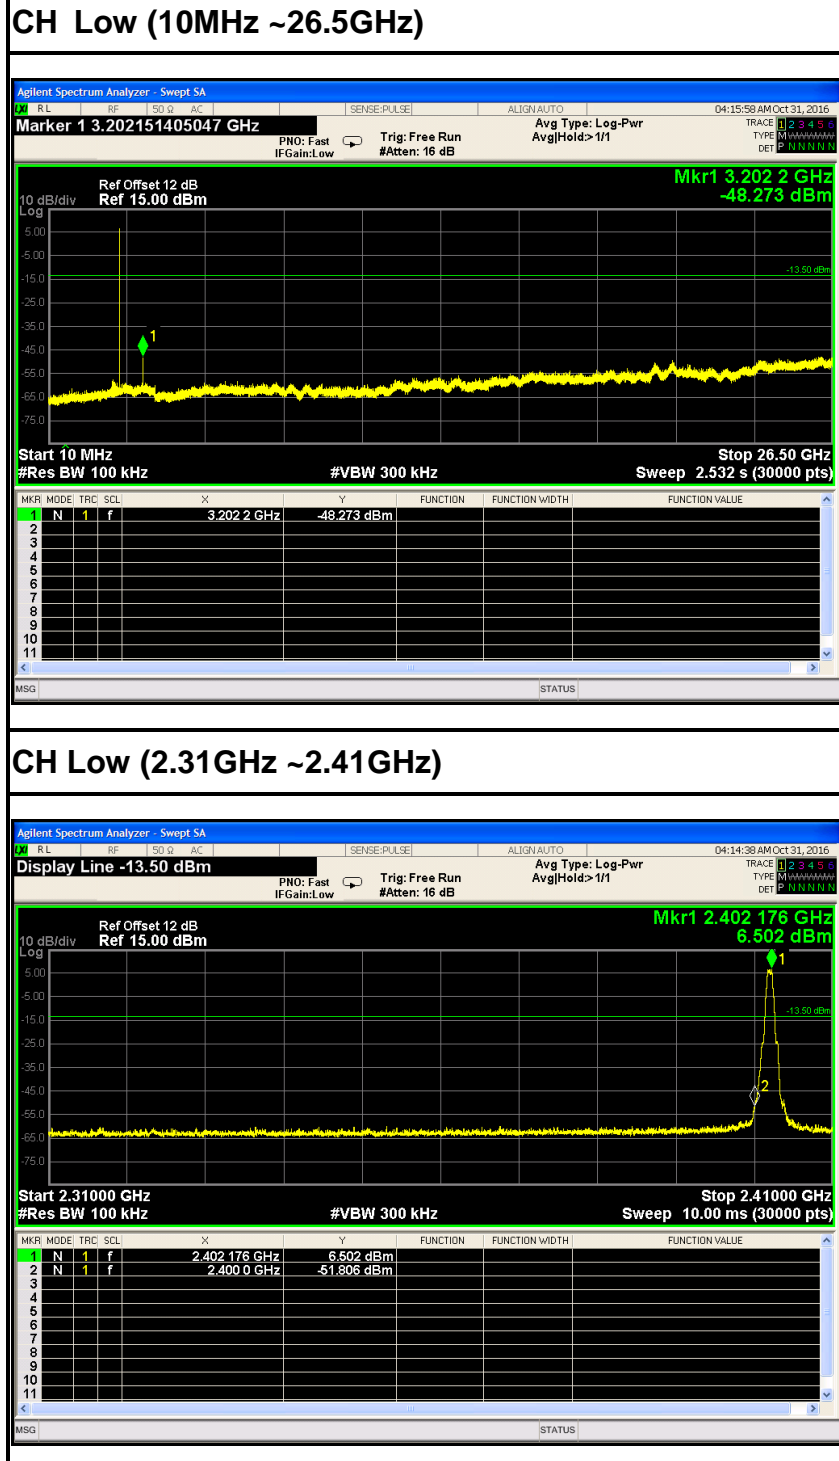 CH Low (10MHz ~26.5GHz)
Agilent Spectrum Analyzer - Swept SA
LXI RL RF 50 Ω AC SENSE:PULSE ALIGN AUTO 04:15:58 AM Oct 31, 2016
Marker 1 3.202151405047 GHz
PNO: Fast
IFGain:Low
Trig: Free Run
#Atten: 16 dB
Avg Type: Log-Pwr
Avg|Hold:>1/1
TRACE 1 2 3 4 5 6
TYPE M
DET P N N N N N
Mkr1 3.202 2 GHz
-48.273 dBm
Ref Offset 12 dB
10 dB/div Ref 15.00 dBm
Log
5.00
-5.00
-15.0
-25.0
-35.0
-45.0
-55.0
-65.0
-75.0
-13.50 dBm
1
Start 10 MHz Stop 26.50 GHz
#Res BW 100 kHz #VBW 300 kHz Sweep 2.532 s (30000 pts)
MKR MODE TRC SCL X Y FUNCTION FUNCTION WIDTH FUNCTION VALUE
1 N 1 f 3.202 2 GHz -48.273 dBm
2
3
4
5
6
7
8
9
10
11
MSG STATUS
CH Low (2.31GHz ~2.41GHz)
Agilent Spectrum Analyzer - Swept SA
LXI RL RF 50 Ω AC SENSE:PULSE ALIGN AUTO 04:14:38 AM Oct 31, 2016
Display Line -13.50 dBm
PNO: Fast
IFGain:Low
Trig: Free Run
#Atten: 16 dB
Avg Type: Log-Pwr
Avg|Hold:>1/1
TRACE 1 2 3 4 5 6
TYPE M
DET P N N N N N
Mkr1 2.402 176 GHz
6.502 dBm
Ref Offset 12 dB
10 dB/div Ref 15.00 dBm
Log
5.00
-5.00
-15.0
-25.0
-35.0
-45.0
-55.0
-65.0
-75.0
-13.50 dBm
1
2
Start 2.31000 GHz Stop 2.41000 GHz
#Res BW 100 kHz #VBW 300 kHz Sweep 10.00 ms (30000 pts)
MKR MODE TRC SCL X Y FUNCTION FUNCTION WIDTH FUNCTION VALUE
1 N 1 f 2.402 176 GHz 6.502 dBm
2 N 1 f 2.400 0 GHz -51.806 dBm
3
4
5
6
7
8
9
10
11
MSG STATUS